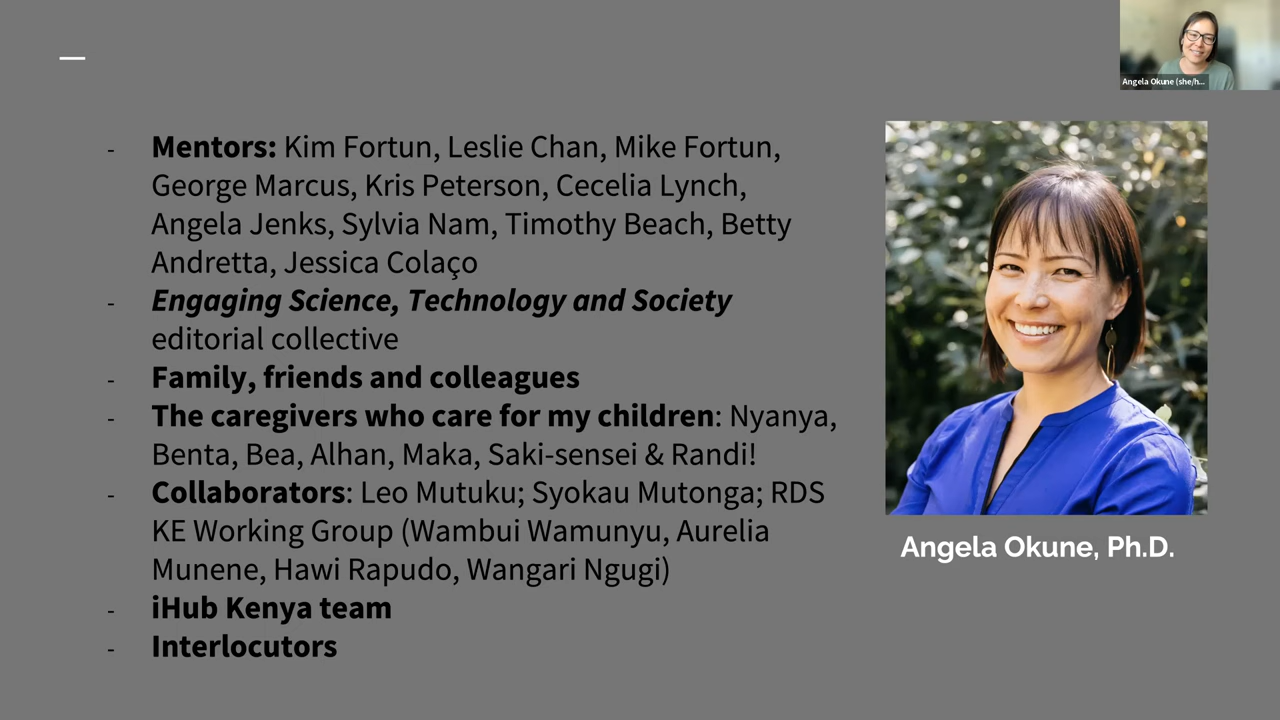 Angela Okune (she/h...
- Mentors: Kim Fortun, Leslie Chan, Mike Fortun,
George Marcus, Kris Peterson, Cecelia Lynch,
Angela Jenks, Sylvia Nam, Timothy Beach, Betty
Andretta, Jessica Colaço
- Engaging Science, Technology and Society
editorial collective
- Family, friends and colleagues
- The caregivers who care for my children: Nyanya,
Benta, Bea, Alhan, Maka, Saki-sensei & Randi!
- Collaborators: Leo Mutuku; Syokau Mutonga; RDS
KE Working Group (Wambui Wamunyu, Aurelia
Munene, Hawi Rapudo, Wangari Ngugi)
- iHub Kenya team
- Interlocutors
Angela Okune, Ph.D.